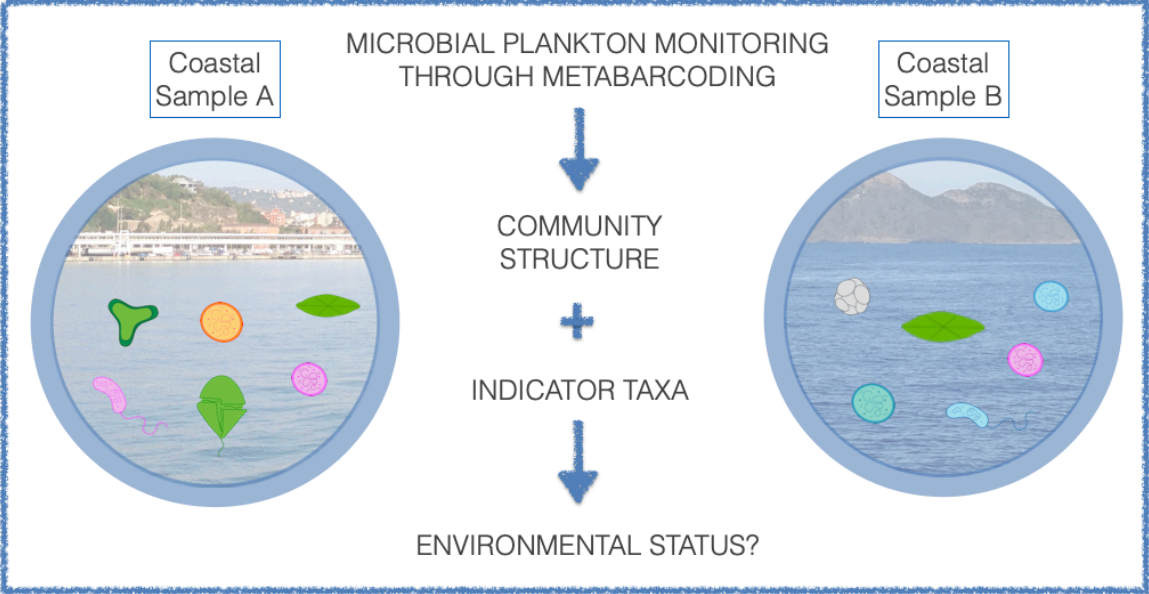 Coastal
Sample A
MICROBIAL PLANKTON MONITORING
THROUGH METABARCODING
Coastal
Sample B
COMMUNITY
STRUCTURE
+
INDICATOR TAXA
ENVIRONMENTAL STATUS?